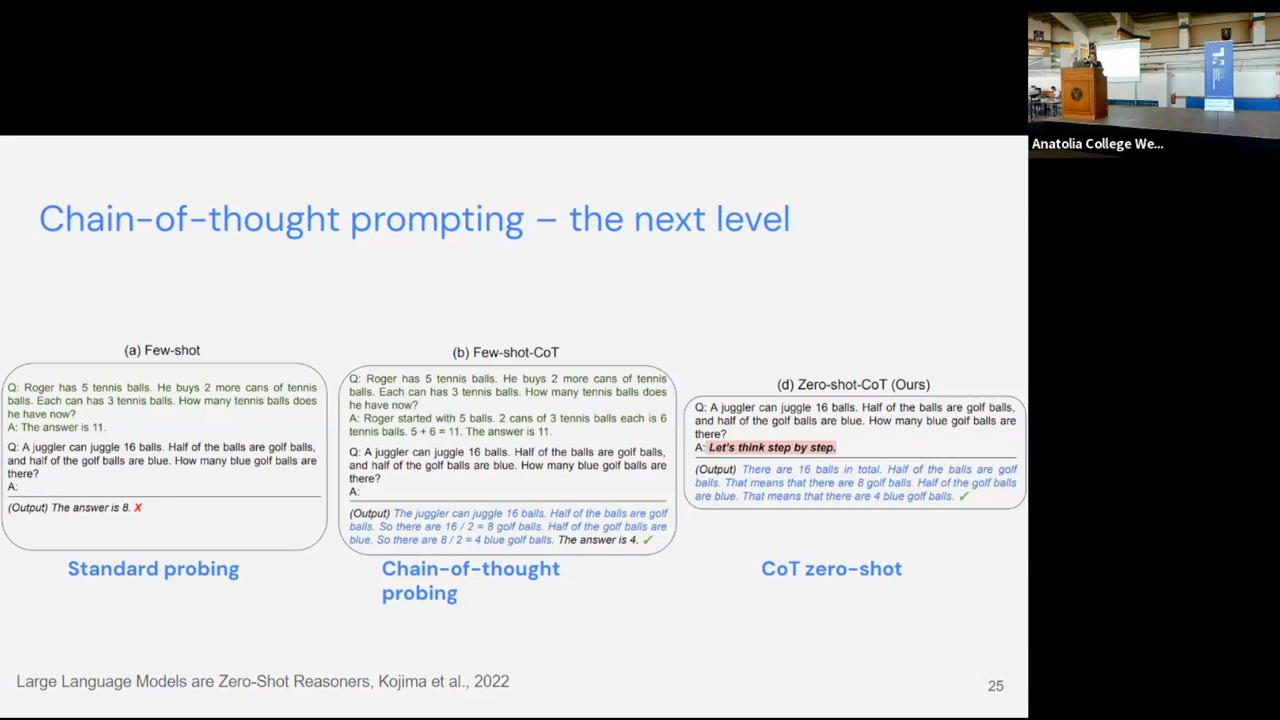 Anatolia College We...
Chain-of-thought prompting – the next level
(a) Few-shot
Q: Roger has 5 tennis balls. He buys 2 more cans of tennis
balls. Each can has 3 tennis balls. How many tennis balls does
he have now?
A: The answer is 11.
Q: A juggler can juggle 16 balls. Half of the balls are golf balls,
and half of the golf balls are blue. How many blue golf balls are
there?
A:
(Output) The answer is 8. X
Standard probing
(b) Few-shot-CoT
Q: Roger has 5 tennis balls. He buys 2 more cans of tennis
balls. Each can has 3 tennis balls. How many tennis balls does
he have now?
A: Roger started with 5 balls. 2 cans of 3 tennis balls each is 6
tennis balls. 5 + 6 = 11. The answer is 11.
Q: A juggler can juggle 16 balls. Half of the balls are golf balls,
and half of the golf balls are blue. How many blue golf balls are
there?
A:
(Output) The juggler can juggle 16 balls. Half of the balls are golf
balls. So there are 16 / 2 = 8 golf balls. Half of the golf balls are
blue. So there are 8 / 2 = 4 blue golf balls. The answer is 4. ✓
Chain-of-thought
probing
(d) Zero-shot-CoT (Ours)
Q: A juggler can juggle 16 balls. Half of the balls are golf balls,
and half of the golf balls are blue. How many blue golf balls are
there?
A: Let's think step by step.
(Output) There are 16 balls in total. Half of the balls are golf
balls. That means that there are 8 golf balls. Half of the golf balls
are blue. That means that there are 4 blue golf balls. ✓
CoT zero-shot
Large Language Models are Zero-Shot Reasoners, Kojima et al., 2022
25